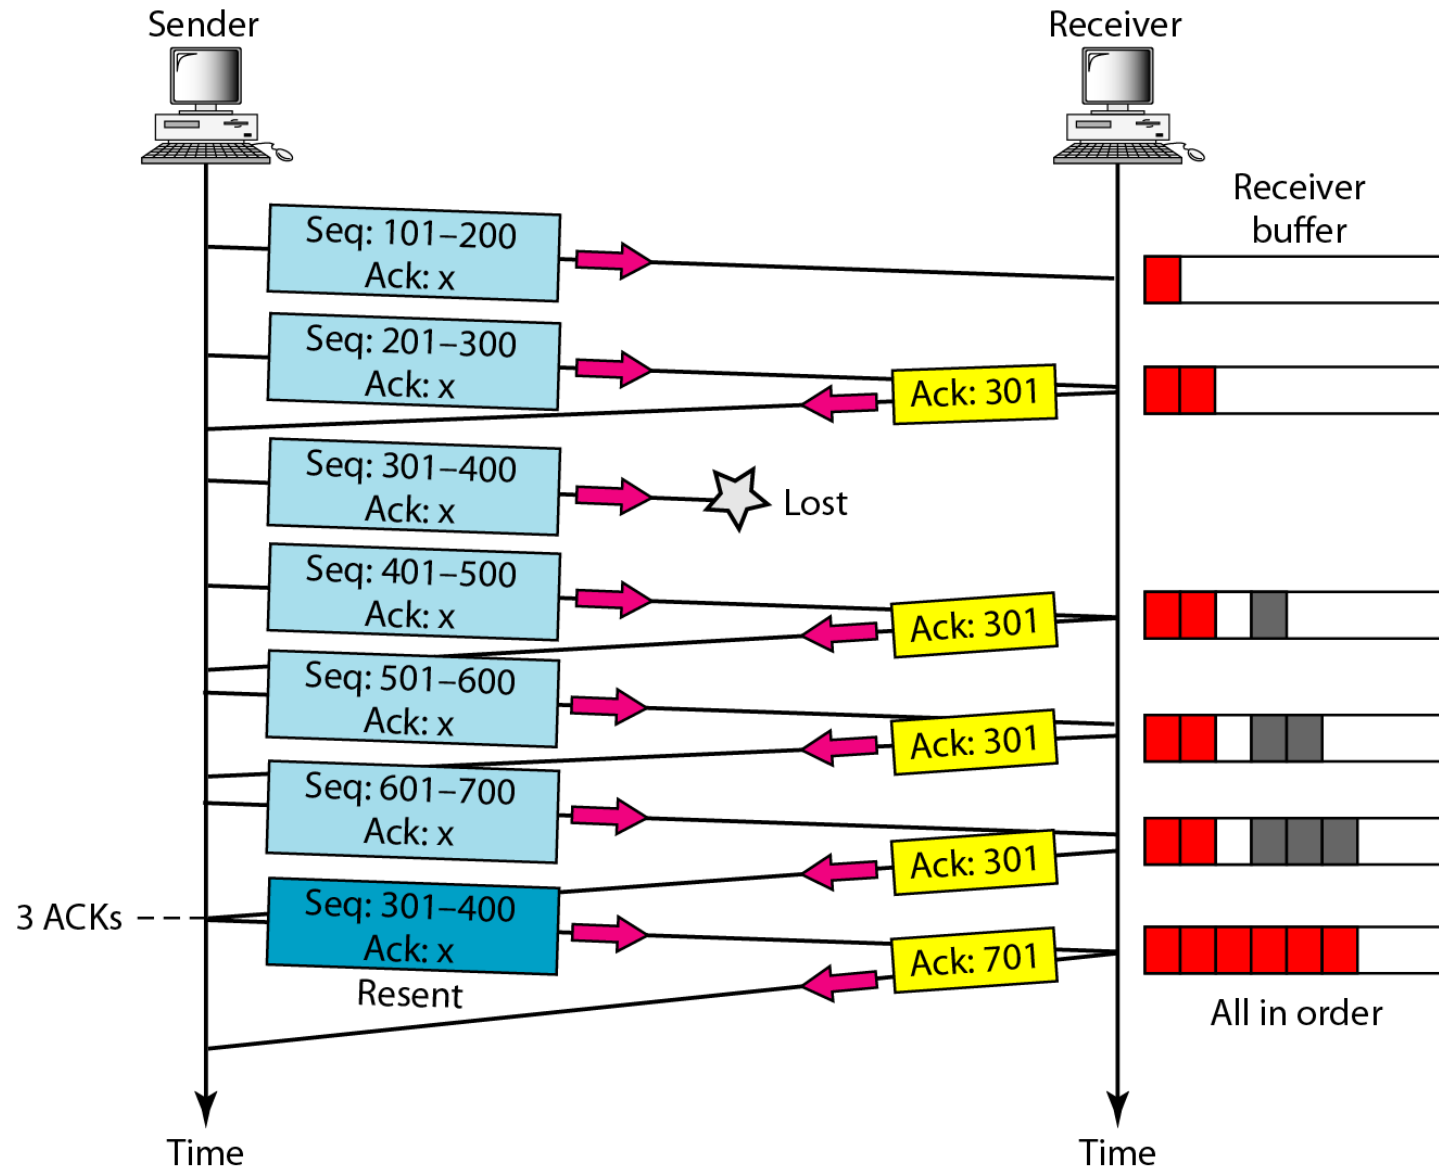 Sender
Receiver
Receiver
buffer
Seq: 101–200
Ack: x
Seq: 201–300
Ack: x
Ack: 301
Seq: 301–400
Ack: x
Lost
Seq: 401–500
Ack: x
Ack: 301
Seq: 501–600
Ack: x
Ack: 301
Seq: 601–700
Ack: x
Ack: 301
3 ACKs
Seq: 301–400
Ack: x
Ack: 701
Resent
All in order
Time
Time